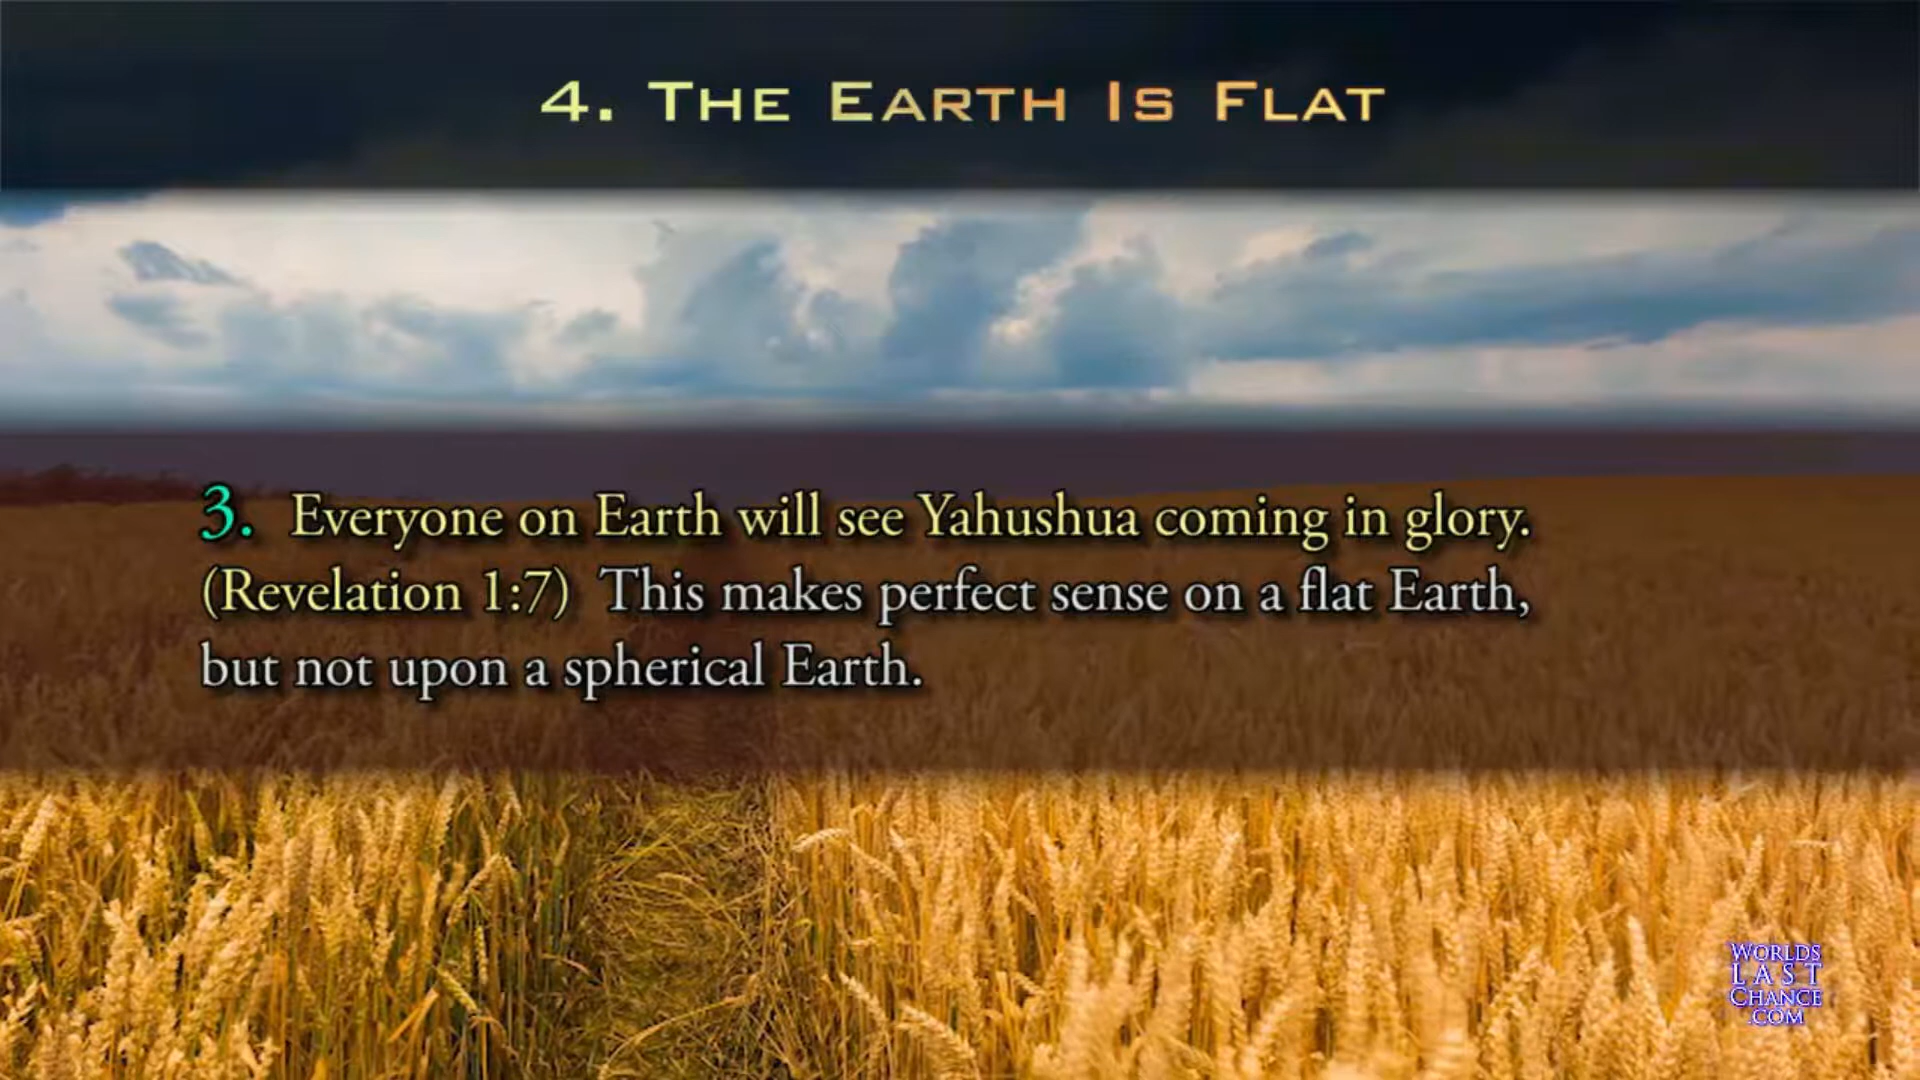 4. THE EARTH IS FLAT
3. Everyone on Earth will see Yahushua coming in glory.
(Revelation 1:7) This makes perfect sense on a flat Earth,
but not upon a spherical Earth.
WORLDS
LAST
CHANCE
.COM